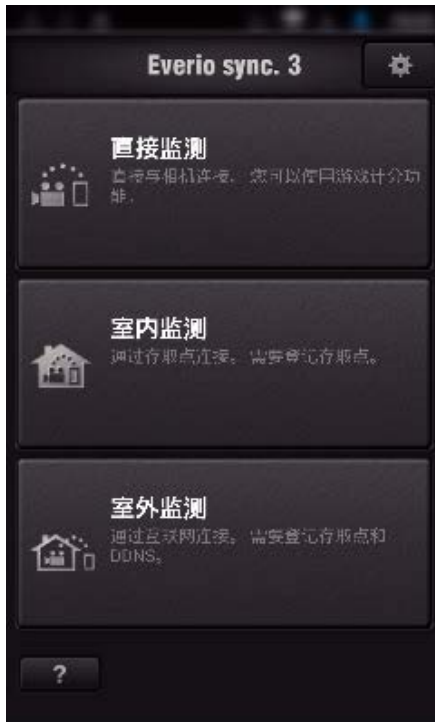 Everio sync. 3
直接监测
直接与相机连接。 您可以使用游戏计分功
能。
室内监测
通过存取点连接。 需要登记存取点。
室外监测
通过互联网连接。 需要登记存取点和
DDNS。
?